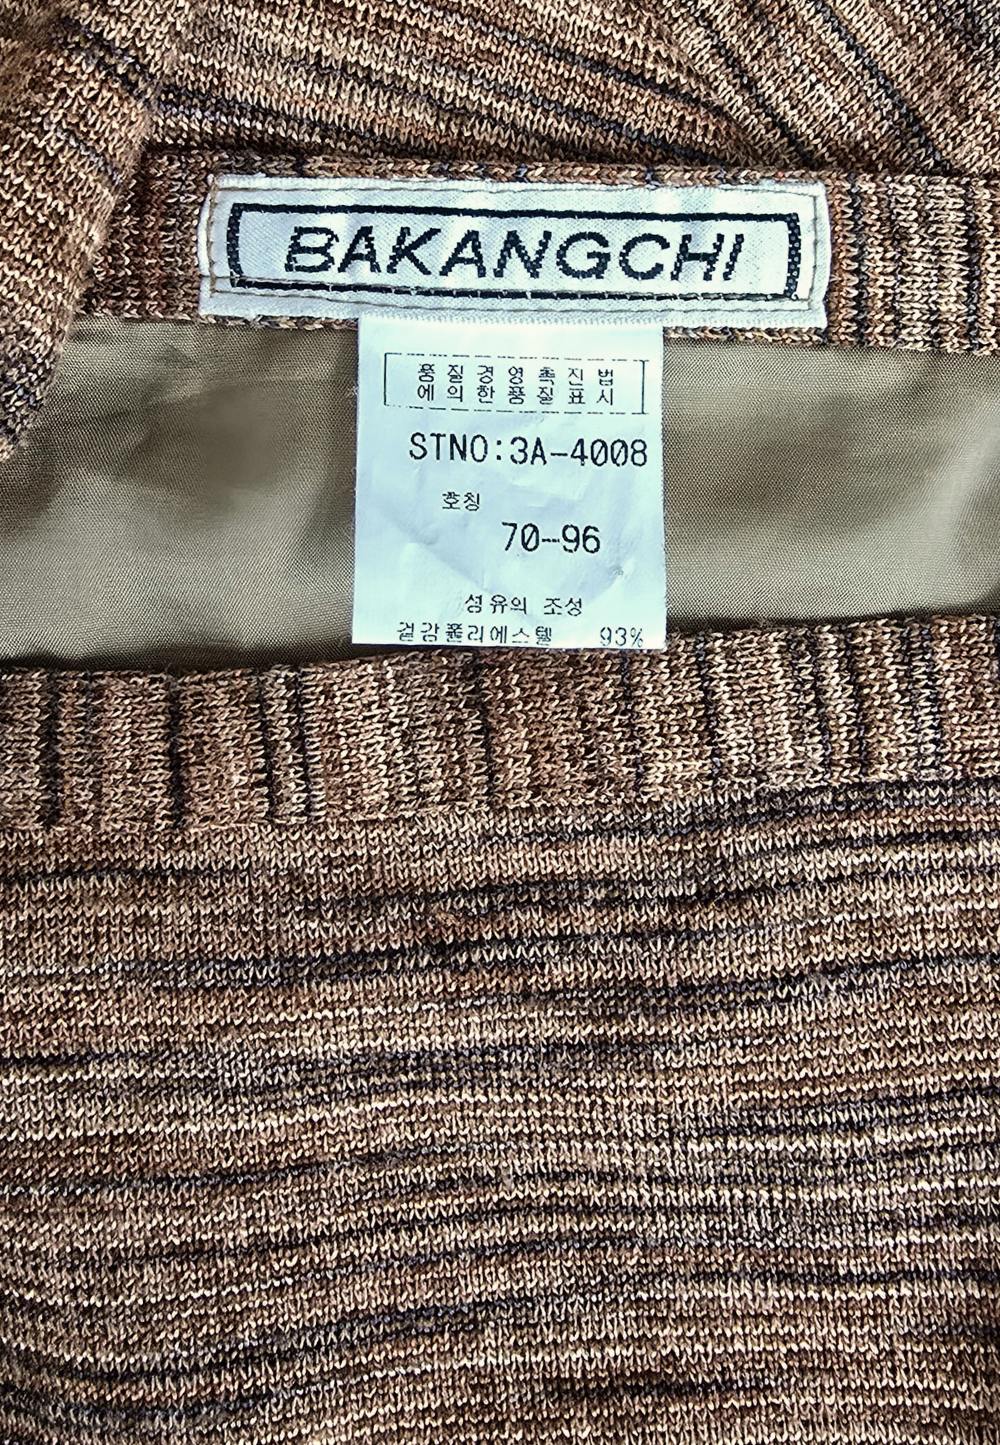 BAKANGCHI
품질경영촉진법
에의한품질표시
STNO:3A-4008
호칭
70-96
섬유의 조성
겉감폴리에스텔 93%